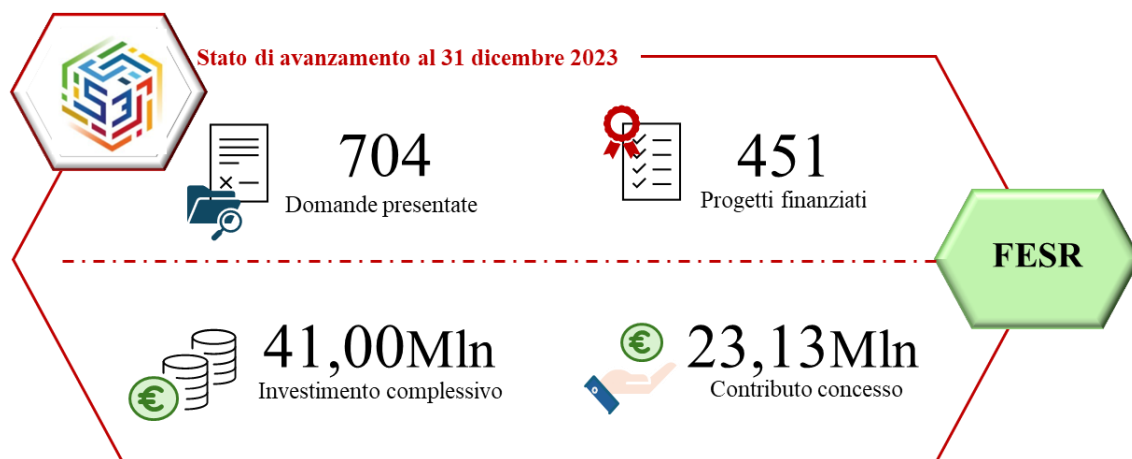 S3
Stato di avanzamento al 31 dicembre 2023
704
Domande presentate
451
Progetti finanziati
FESR
41,00Mln
Investimento complessivo
23,13Mln
Contributo concesso